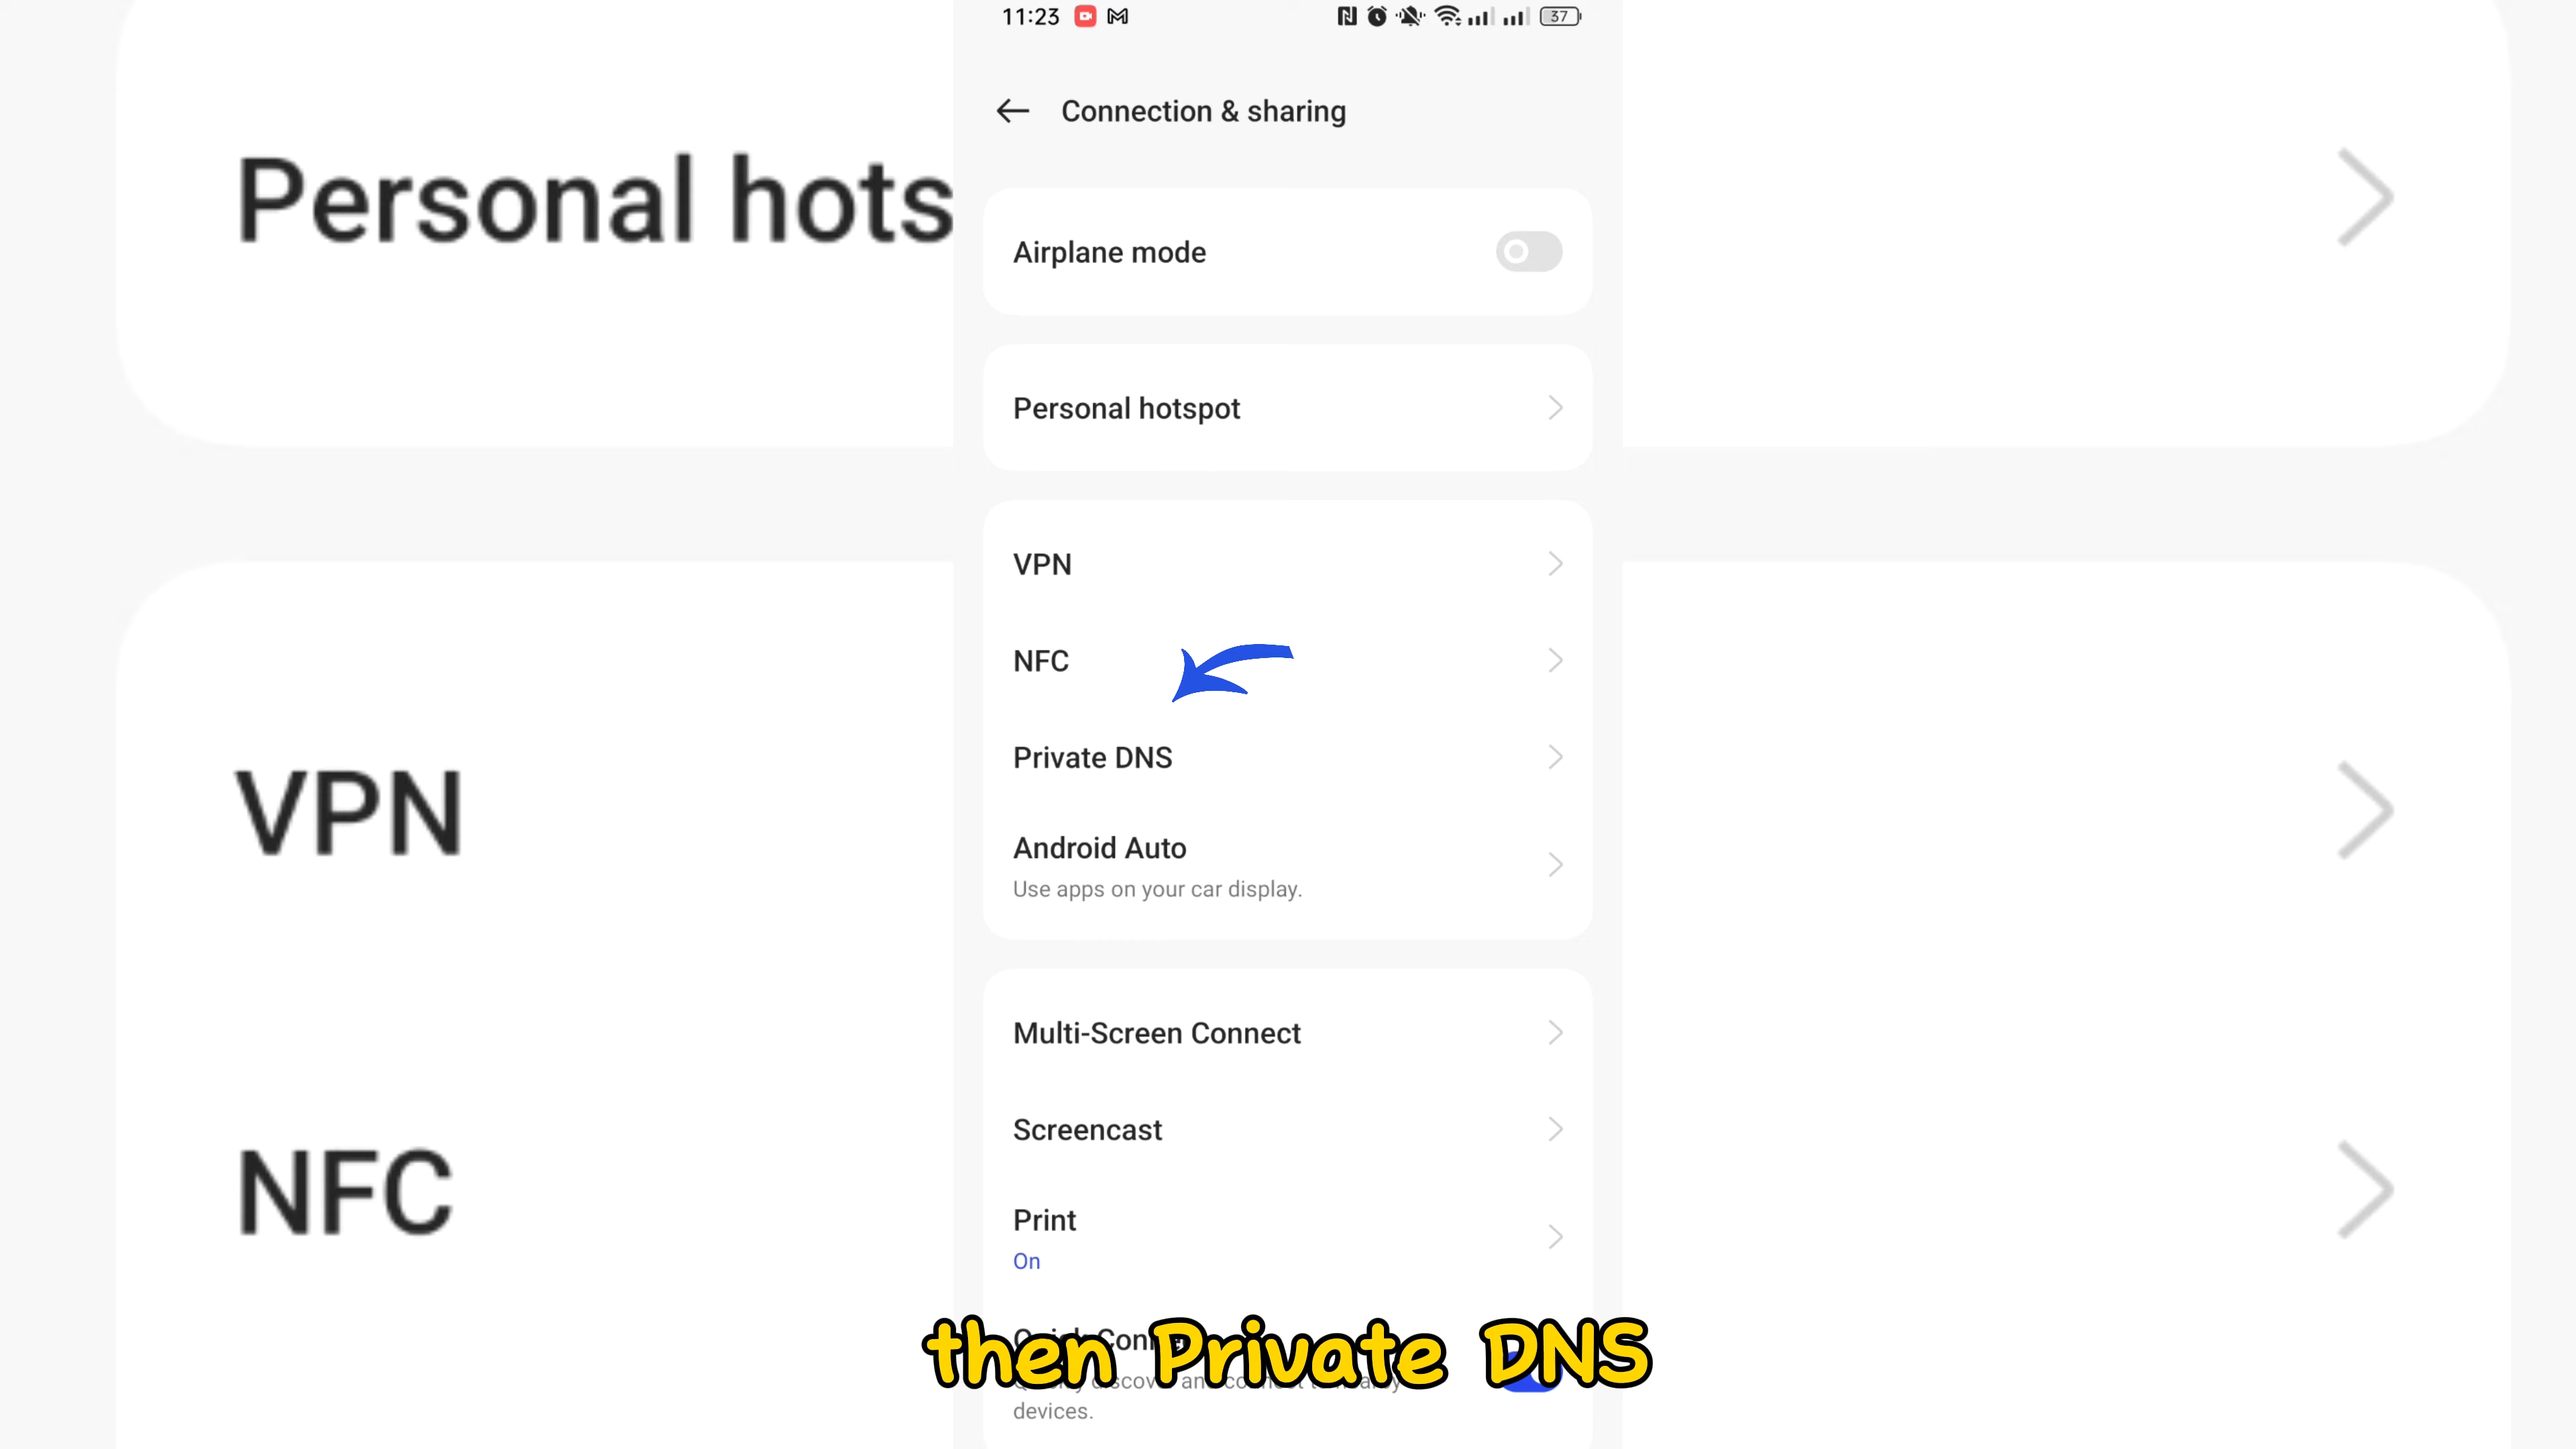 11:23
37
Connection & sharing
Airplane mode
Personal hotspot
VPN
NFC
Private DNS
Android Auto
Use apps on your car display.
Multi-Screen Connect
Screencast
Print
On
devices.
then Private DNS
Personal hots
VPN
NFC